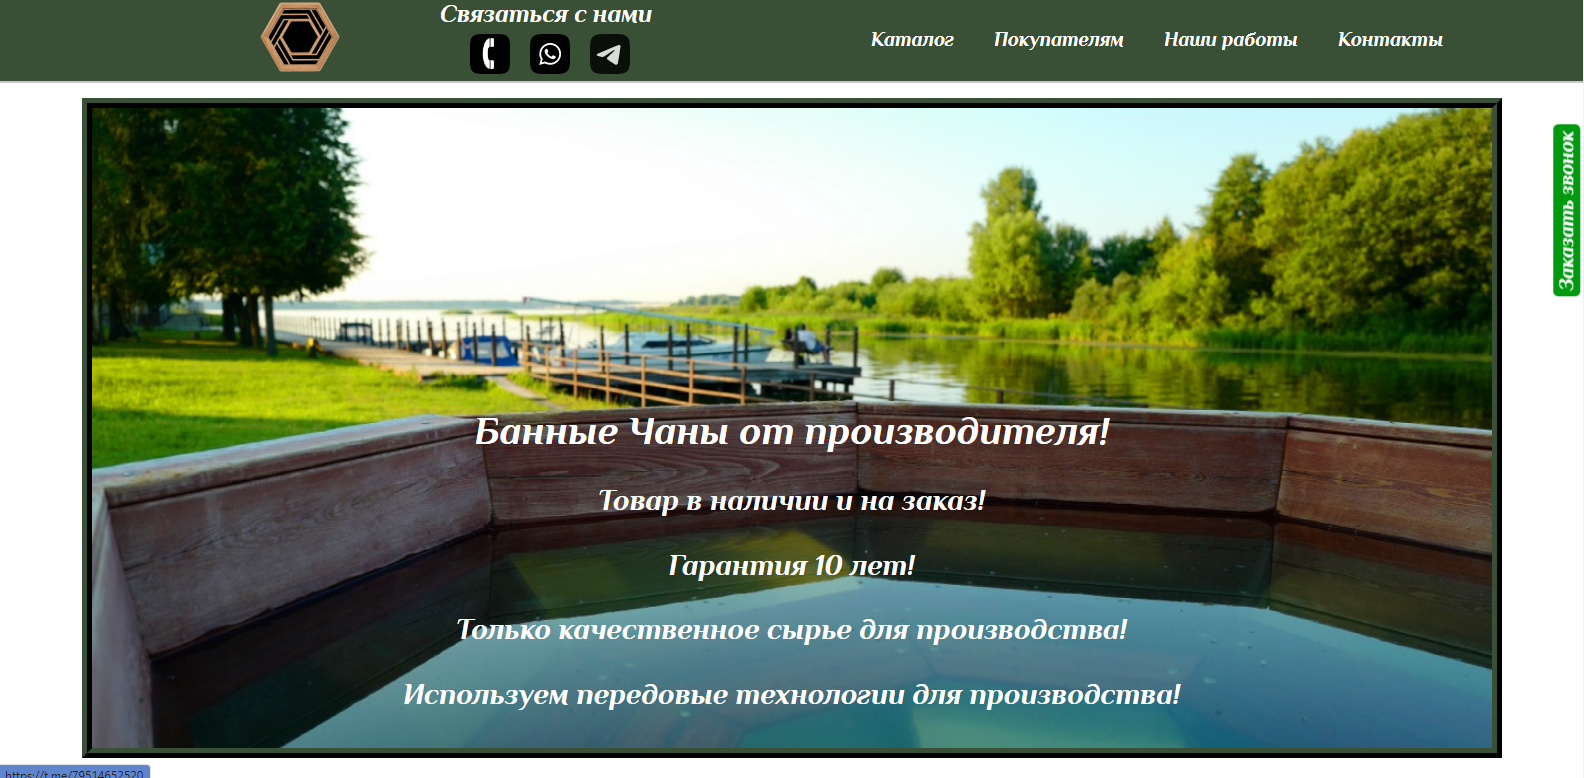 Связаться с нами
Каталог Покупателям Наши работы Контакты
Заказать звонок
Банные Чаны от производителя!
Товар в наличии и на заказ!
Гарантия 10 лет!
Только качественное сырье для производства!
Используем передовые технологии для производства!
https://t.me/79514652520